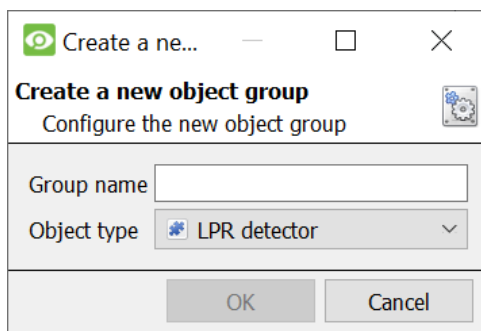 Create a ne...
Create a new object group
Configure the new object group
Group name
Object type LPR detector
OK Cancel